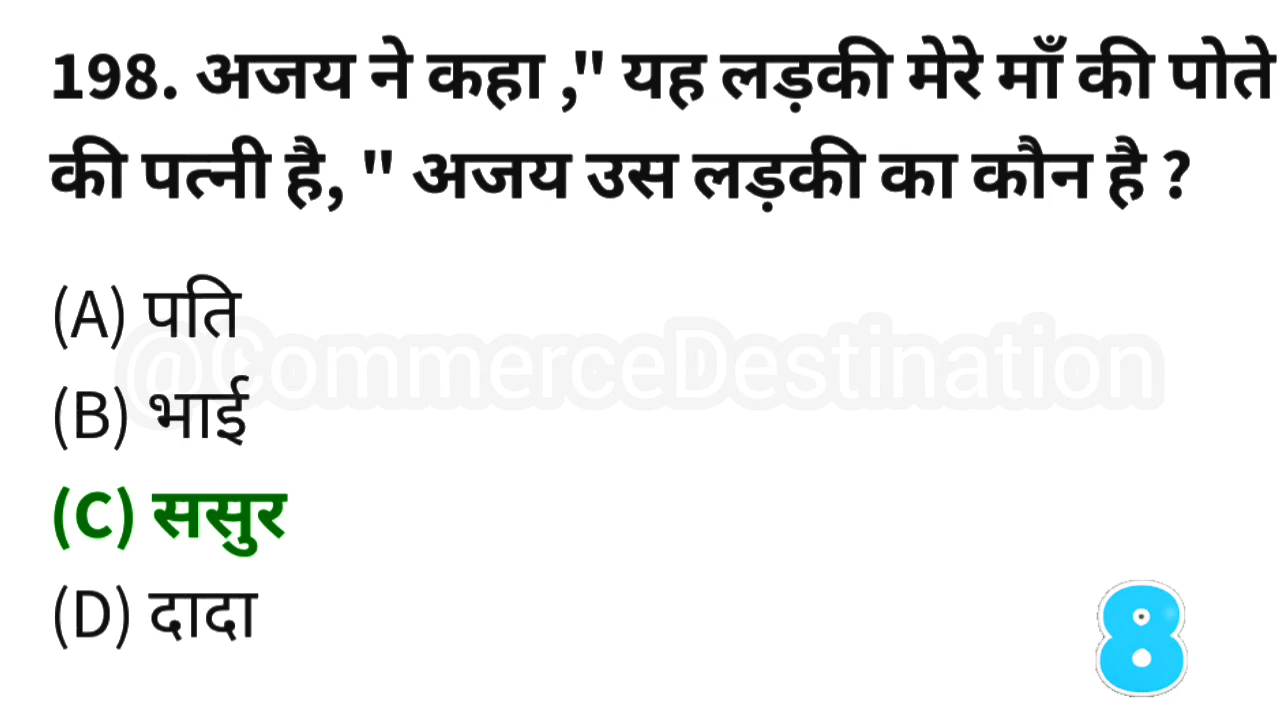 198. अजय ने कहा ," यह लड़की मेरे माँ की पोते
की पत्नी है, " अजय उस लड़की का कौन है ?
(A) पति
@CommerceDestination
(B) भाई
(C) ससुर
(D) दादा
8